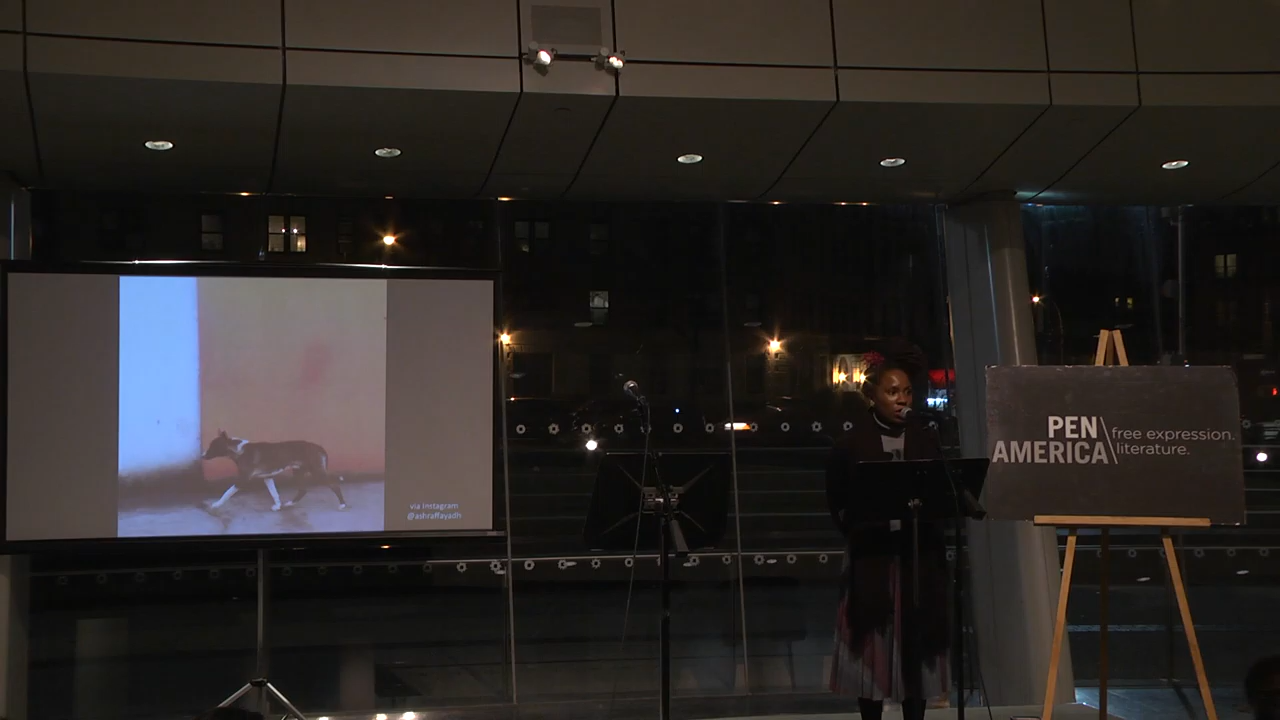 via Instagram
@ashraffayadh
PEN
AMERICA
free expression.
literature.